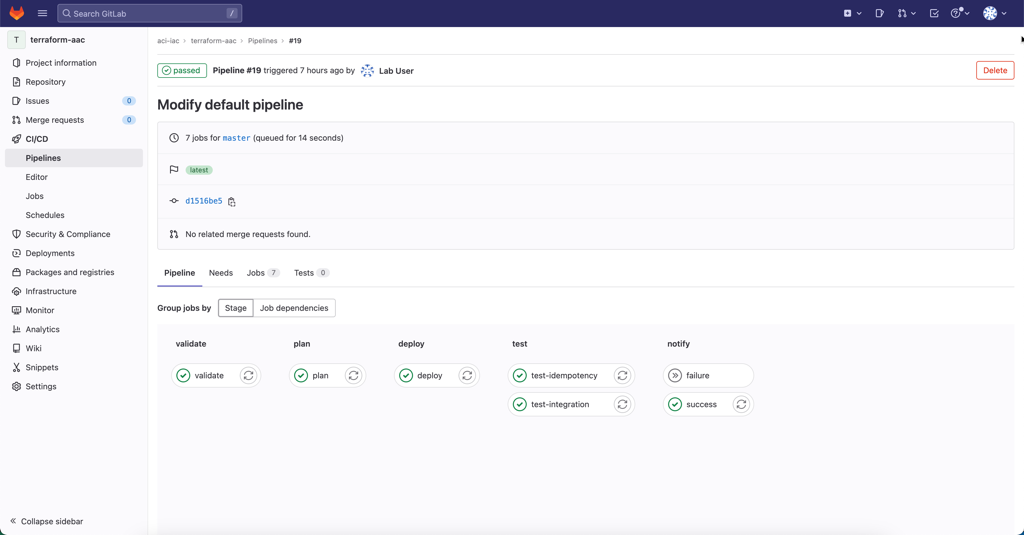 Search GitLab /
T terraform-aac
Project information
Repository
Issues 0
Merge requests 0
CI/CD
Pipelines
Editor
Jobs
Schedules
Security & Compliance
Deployments
Packages and registries
Infrastructure
Monitor
Analytics
Wiki
Snippets
Settings
Collapse sidebar
aci-iac › terraform-aac › Pipelines › #19
passed Pipeline #19 triggered 7 hours ago by Lab User Delete
Modify default pipeline
7 jobs for master (queued for 14 seconds)
latest
d1516be5
No related merge requests found.
Pipeline Needs Jobs 7 Tests 0
Group jobs by Stage Job dependencies
validate plan deploy test notify
validate plan deploy test-idempotency failure
test-integration success